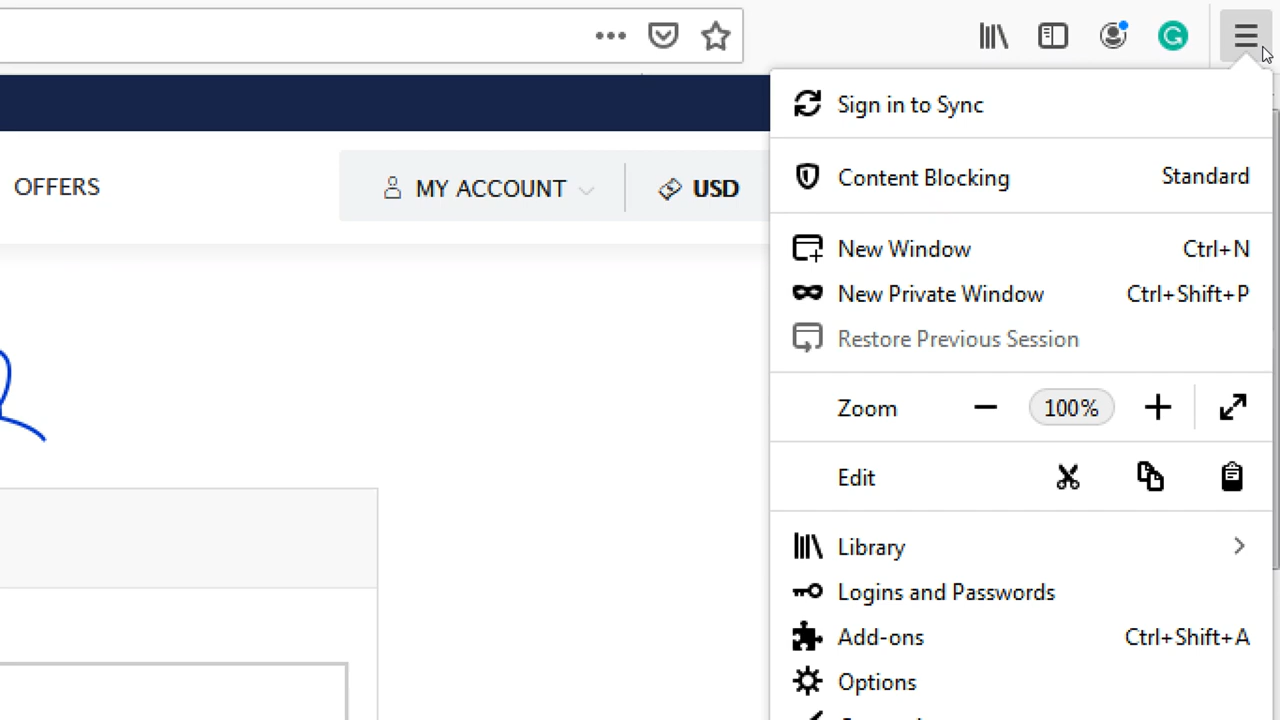 Sign in to Sync
Content Blocking Standard
OFFERS
MY ACCOUNT
USD
New Window Ctrl+N
New Private Window Ctrl+Shift+P
Restore Previous Session
Zoom 100%
Edit
Library
Logins and Passwords
Add-ons Ctrl+Shift+A
Options